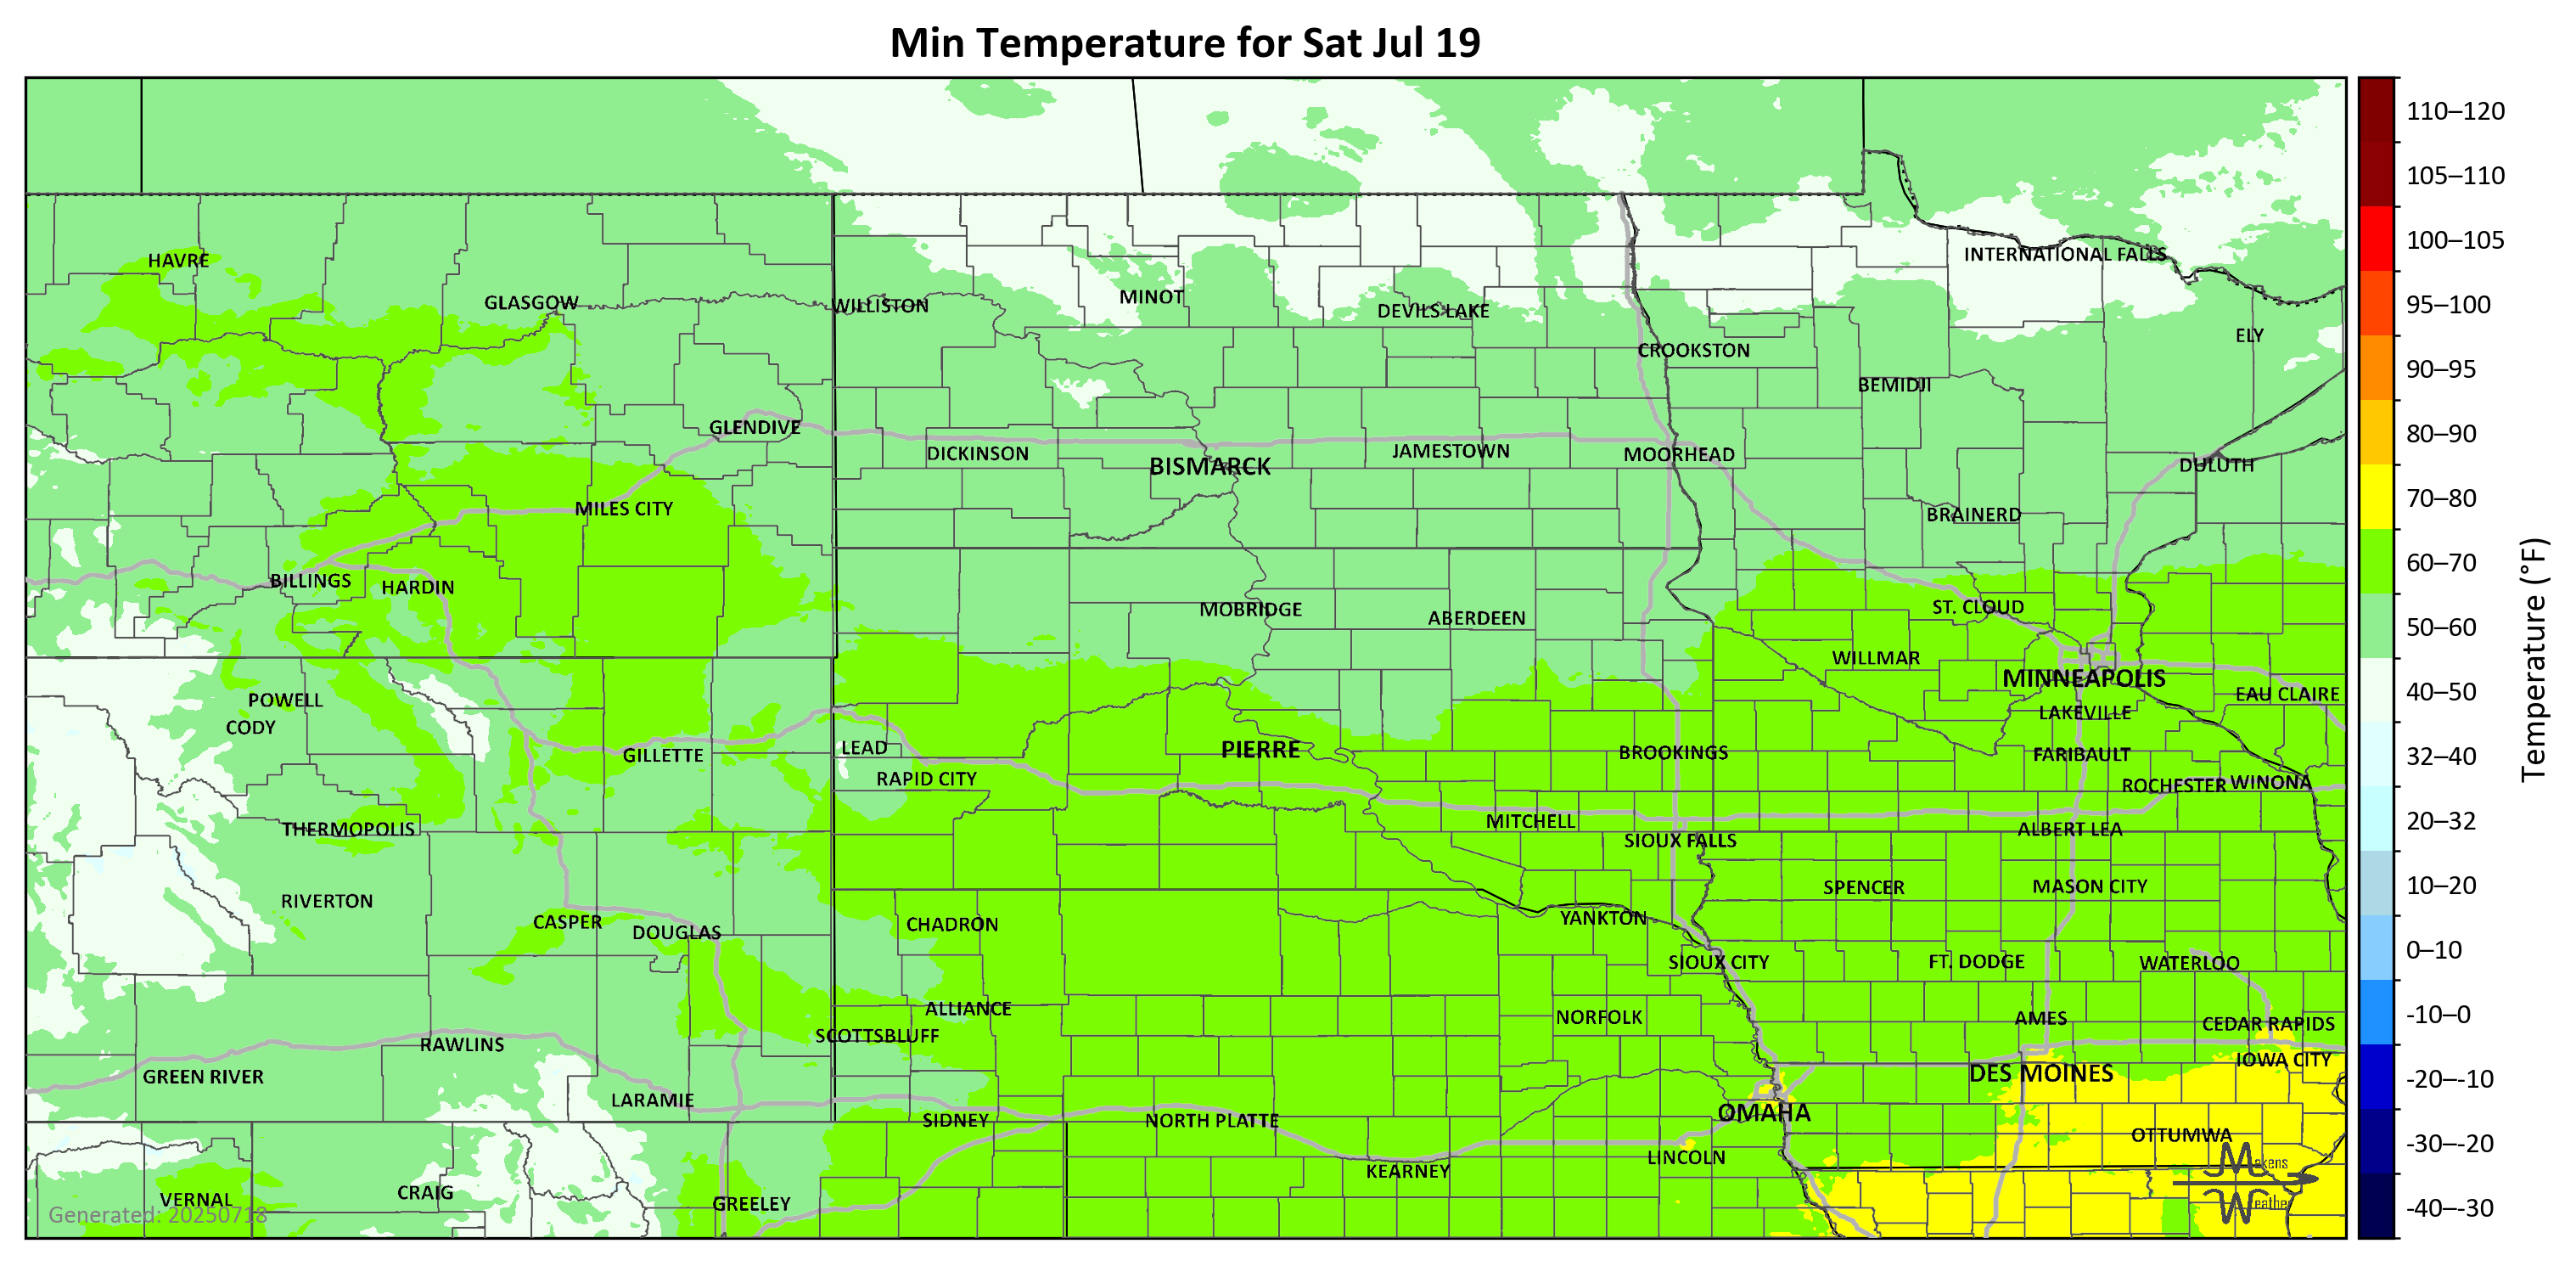 Min Temperature for Sat Jul 19
HAVRE
GLASGOW
WILLISTON
MINOT
DEVILS LAKE
INTERNATIONAL FALLS
ELY
CROOKSTON
BEMIDJI
GLENDIVE
DICKINSON
BISMARCK
JAMESTOWN
MOORHEAD
DULUTH
MILES CITY
BRAINERD
BILLINGS
HARDIN
MOBRIDGE
ABERDEEN
ST. CLOUD
WILLMAR
MINNEAPOLIS
EAU CLAIRE
POWELL
CODY
LAKEVILLE
GILLETTE
LEAD
PIERRE
BROOKINGS
FARIBAULT
RAPID CITY
ROCHESTER
WINONA
THERMOPOLIS
MITCHELL
SIOUX FALLS
ALBERT LEA
RIVERTON
SPENCER
MASON CITY
CASPER
DOUGLAS
CHADRON
YANKTON
SIOUX CITY
FT. DODGE
WATERLOO
ALLIANCE
NORFOLK
AMES
CEDAR RAPIDS
SCOTTSBLUFF
RAWLINS
IOWA CITY
GREEN RIVER
DES MOINES
LARAMIE
SIDNEY
NORTH PLATTE
OMAHA
OTTUMWA
LINCOLN
KEARNEY
VERNAL
CRAIG
GREELEY
Generated: 20250718
Makens
Weather
110–120
105–110
100–105
95–100
90–95
80–90
70–80
60–70
50–60
40–50
32–40
20–32
10–20
0–10
-10–0
-20–-10
-30–-20
-40–-30
Temperature (°F)